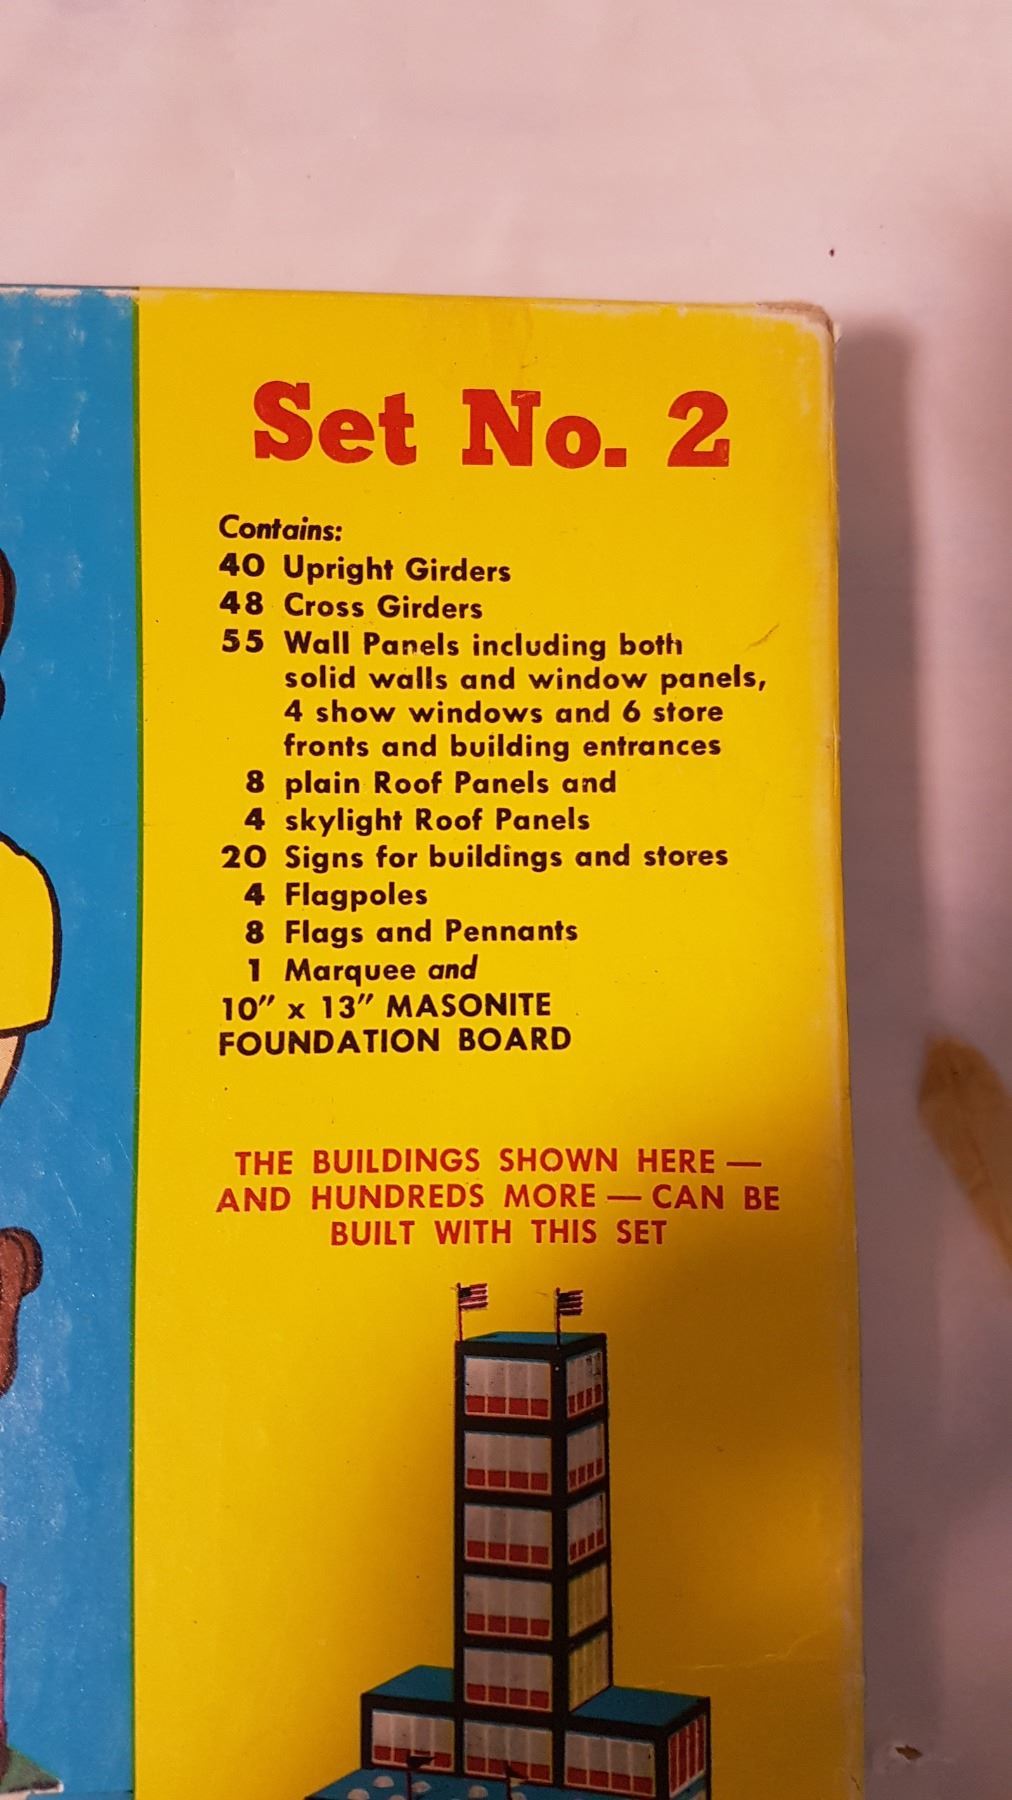 Set No. 2
Contains:
40 Upright Girders
48 Cross Girders
55 Wall Panels including both
solid walls and window panels,
4 show windows and 6 store
fronts and building entrances
8 plain Roof Panels and
4 skylight Roof Panels
20 Signs for buildings and stores
4 Flagpoles
8 Flags and Pennants
1 Marquee and
10" x 13" MASONITE
FOUNDATION BOARD
THE BUILDINGS SHOWN HERE —
AND HUNDREDS MORE — CAN BE
BUILT WITH THIS SET